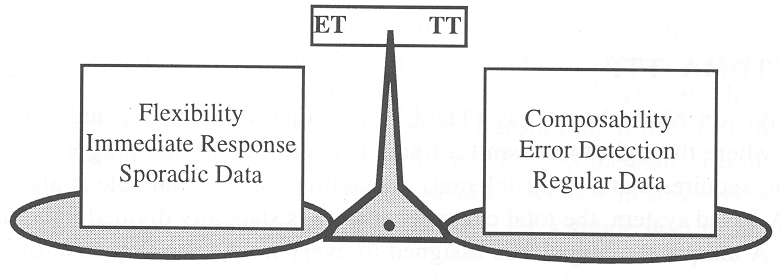 ET TT
Flexibility
Immediate Response
Sporadic Data
Composability
Error Detection
Regular Data